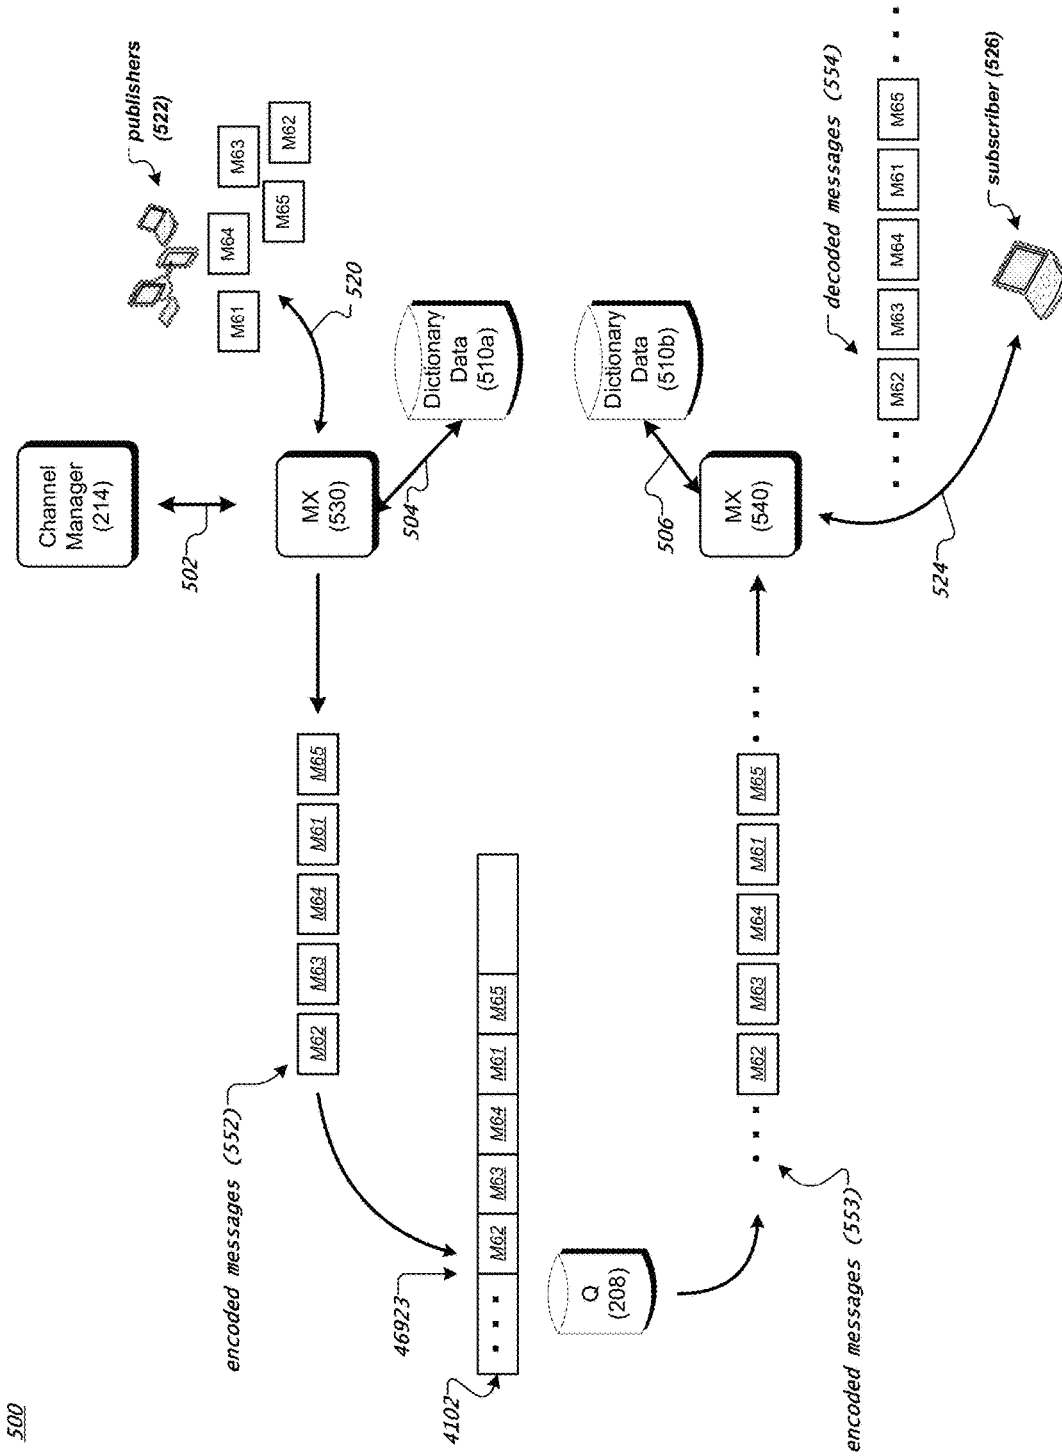 500
Channel
Manager
(214)
502
publishers
(522)
M61
M64
M63
M65
M62
520
MX
(530)
504
Dictionary
Data
(510a)
encoded messages (552)
M62
M63
M64
M61
M65
46923
4102
M62
M63
M64
M61
M65
Q
(208)
Dictionary
Data
(510b)
506
MX
(540)
encoded messages (553)
M62
M63
M64
M61
M65
decoded messages (554)
M62
M63
M64
M61
M65
524
subscriber (526)